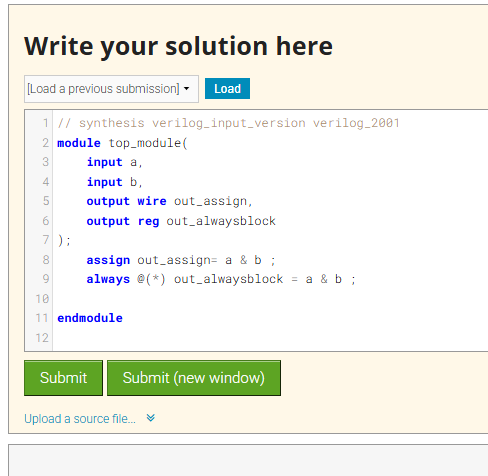 Write your solution here
[Load a previous submission] Load
1 // synthesis verilog_input_version verilog_2001
2 module top_module(
3 input a,
4 input b,
5 output wire out_assign,
6 output reg out_alwaysblock
7 );
8 assign out_assign= a & b ;
9 always @(*) out_alwaysblock = a & b ;
10
11 endmodule
12
Submit Submit (new window)
Upload a source file...